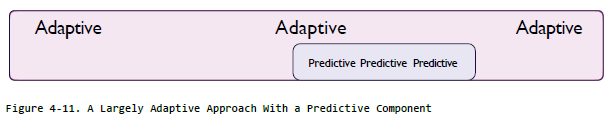 Adaptive Adaptive Adaptive
Predictive Predictive Predictive
Figure 4-11. A Largely Adaptive Approach With a Predictive Component